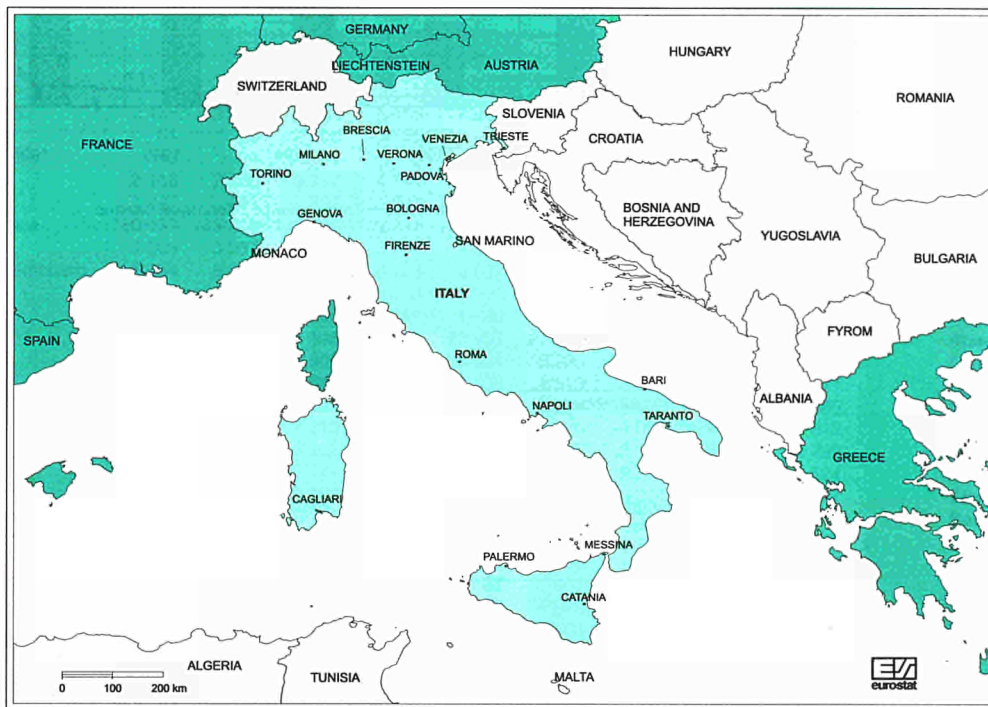 GERMANY
LIECHTENSTEIN
AUSTRIA
HUNGARY
SWITZERLAND
ROMANIA
SLOVENIA
FRANCE
BRESCIA
VENEZIA
TRIESTE
CROATIA
MILANO
VERONA
TORINO
PADOVA
GENOVA
BOLOGNA
BOSNIA AND
HERZEGOVINA
YUGOSLAVIA
FIRENZE
SAN MARINO
MONACO
BULGARIA
ITALY
SPAIN
FYROM
ROMA
BARI
ALBANIA
NAPOLI
TARANTO
GREECE
CAGLIARI
MESSINA
PALERMO
CATANIA
ALGERIA
TUNISIA
MALTA
0 100 200 km
eurostat